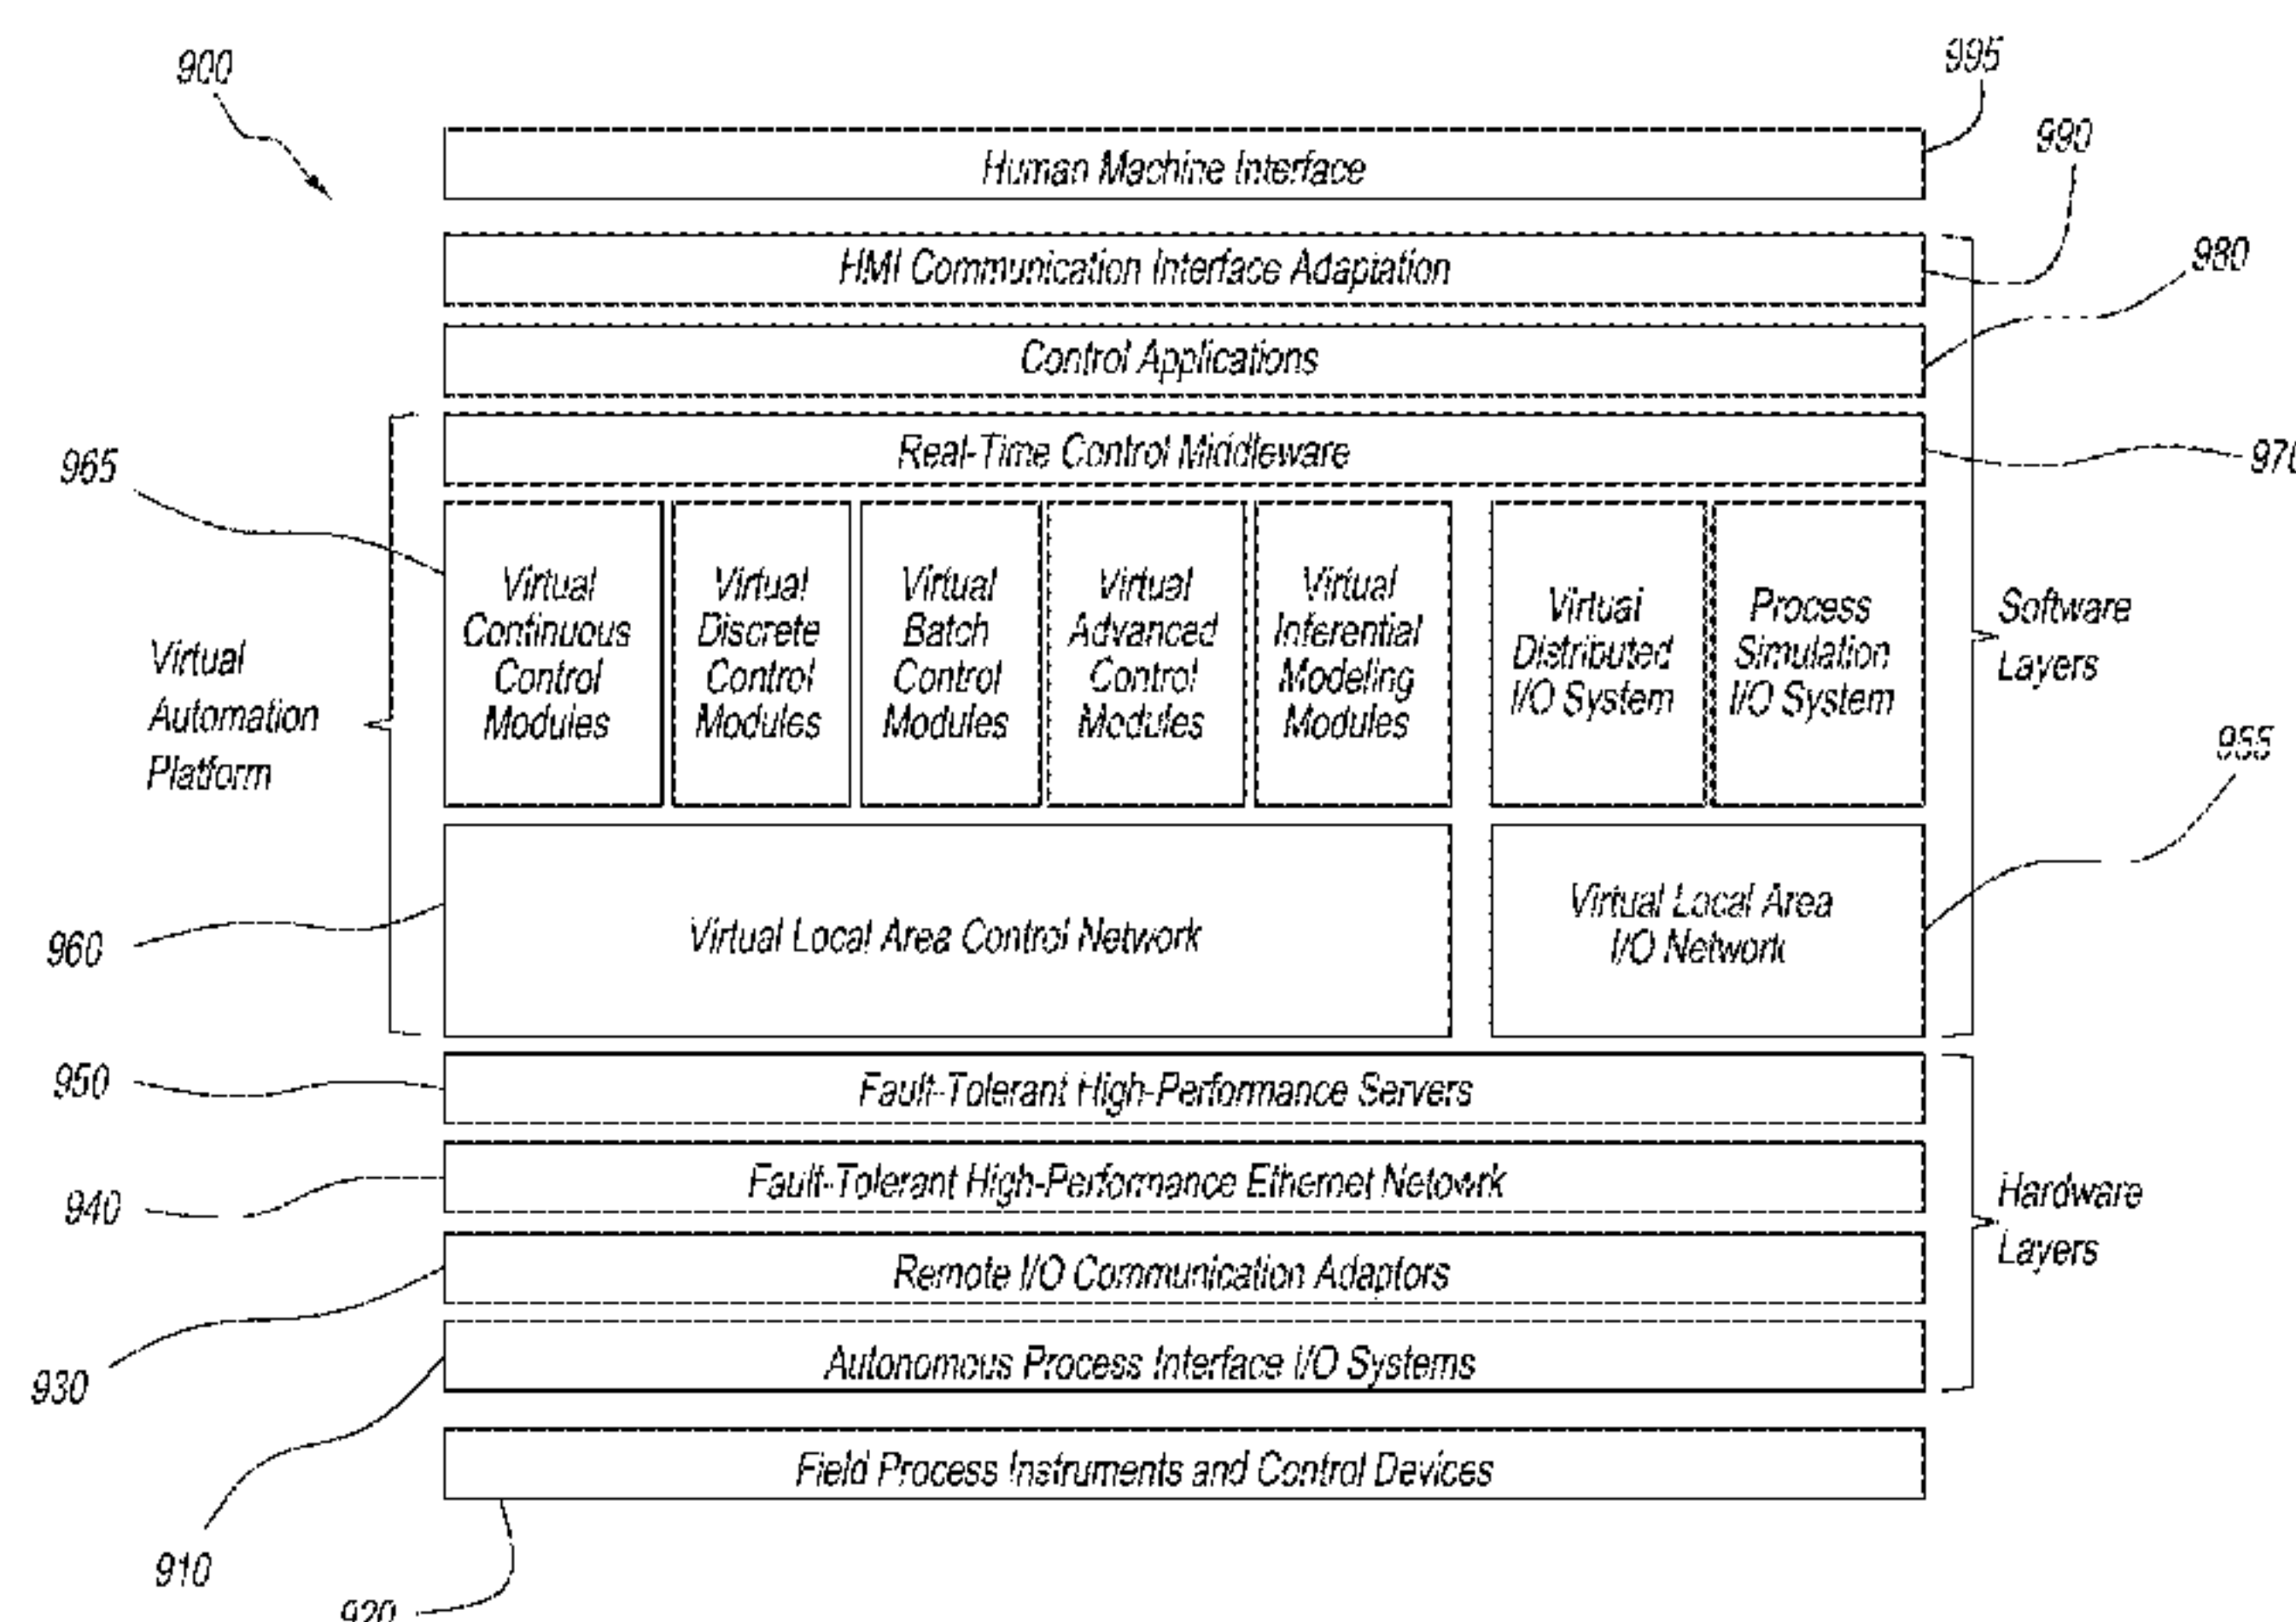 900
995
Human Machine Interface
990
HMI Communication Interface Adaptation
980
Control Applications
Real-Time Control Middleware
970
965
Virtual
Continuous
Control
Modules
Virtual
Discrete
Control
Modules
Virtual
Batch
Control
Modules
Virtual
Advanced
Control
Modules
Virtual
Inferential
Modeling
Modules
Virtual
Distributed
I/O System
Process
Simulation
I/O System
Software
Layers
Virtual
Automation
Platform
955
960
Virtual Local Area Control Network
Virtual Local Area
I/O Network
950
Fault-Tolerant High-Performance Servers
940
Fault-Tolerant High-Performance Ethernet Netowrk
Hardware
Layers
Remote I/O Communication Adaptors
930
Autonomous Process Interface I/O Systems
Field Process Instruments and Control Devices
910
920